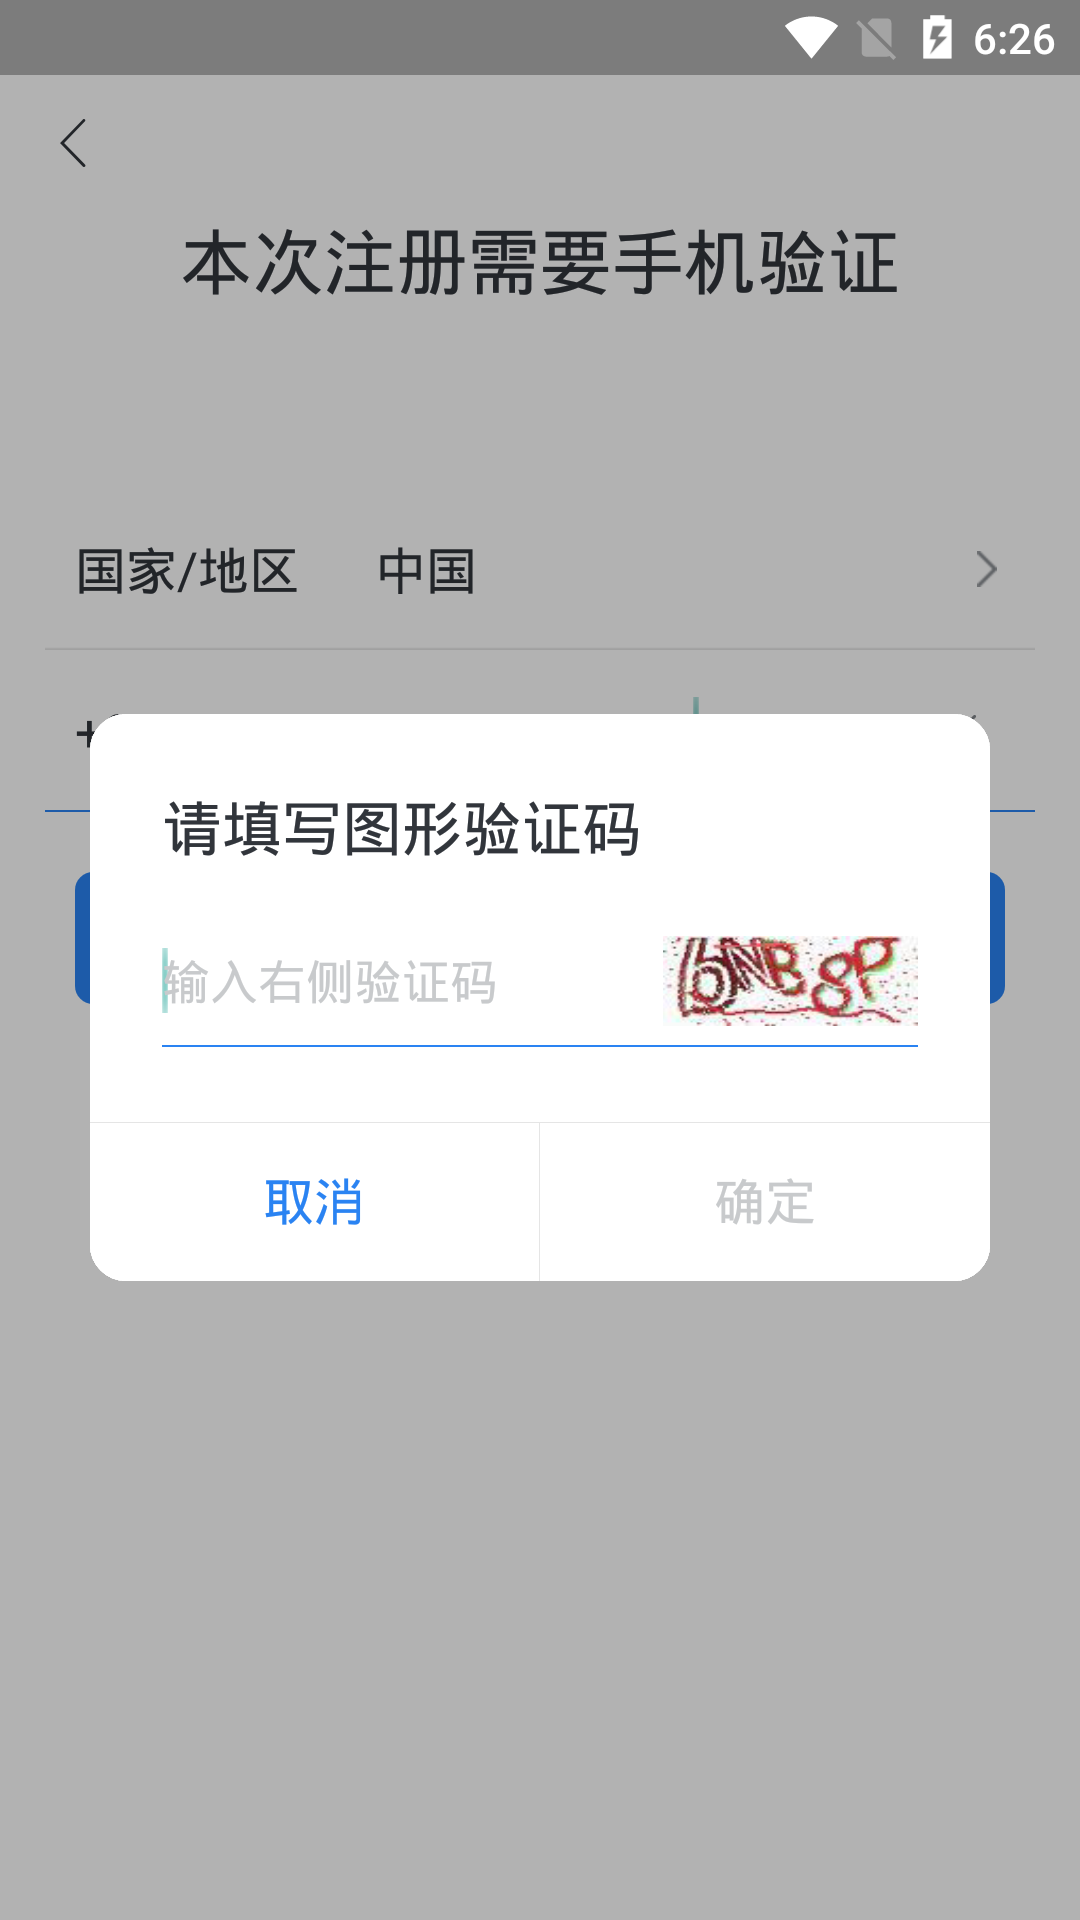 6:26
本次注册需要手机验证
国家/地区 中国
+
请填写图形验证码
输入右侧验证码
取消 确定